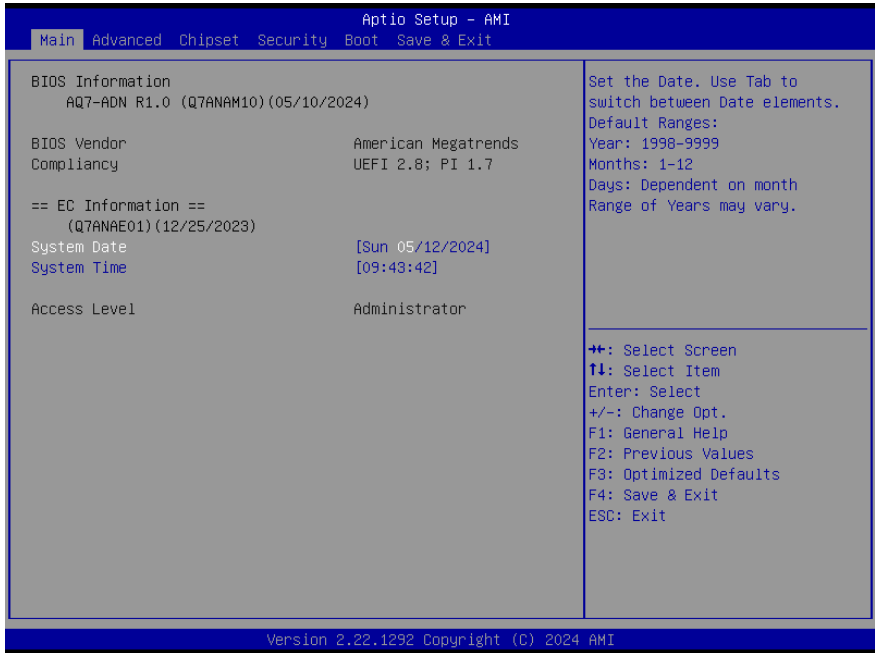 Aptio Setup – AMI
Main Advanced Chipset Security Boot Save & Exit
BIOS Information
AQ7-ADN R1.0 (Q7ANAM10)(05/10/2024)
BIOS Vendor American Megatrends
Compliancy UEFI 2.8; PI 1.7
== EC Information ==
(Q7ANAE01)(12/25/2023)
System Date [Sun 05/12/2024]
System Time [09:43:42]
Access Level Administrator
Set the Date. Use Tab to
switch between Date elements.
Default Ranges:
Year: 1998-9999
Months: 1-12
Days: Dependent on month
Range of Years may vary.
→←: Select Screen
↑↓: Select Item
Enter: Select
+/-: Change Opt.
F1: General Help
F2: Previous Values
F3: Optimized Defaults
F4: Save & Exit
ESC: Exit
Version 2.22.1292 Copyright (C) 2024 AMI